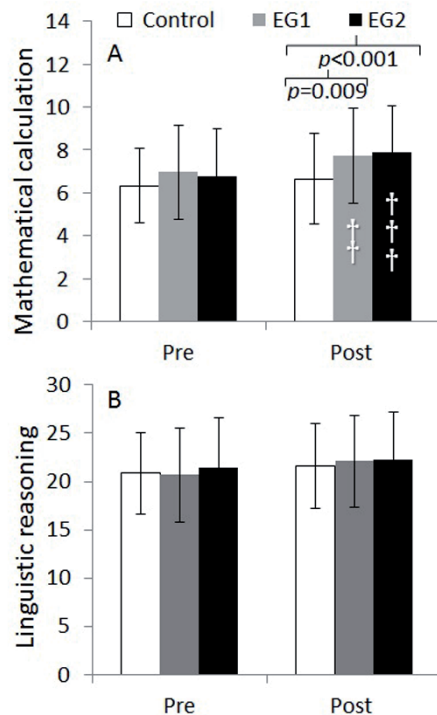 Control EG1 EG2
A
p<0.001
p=0.009
Mathematical calculation
14
12
10
8
6
4
2
0
††
†††
Pre Post
B
Linguistic reasoning
30
25
20
15
10
5
0
Pre Post